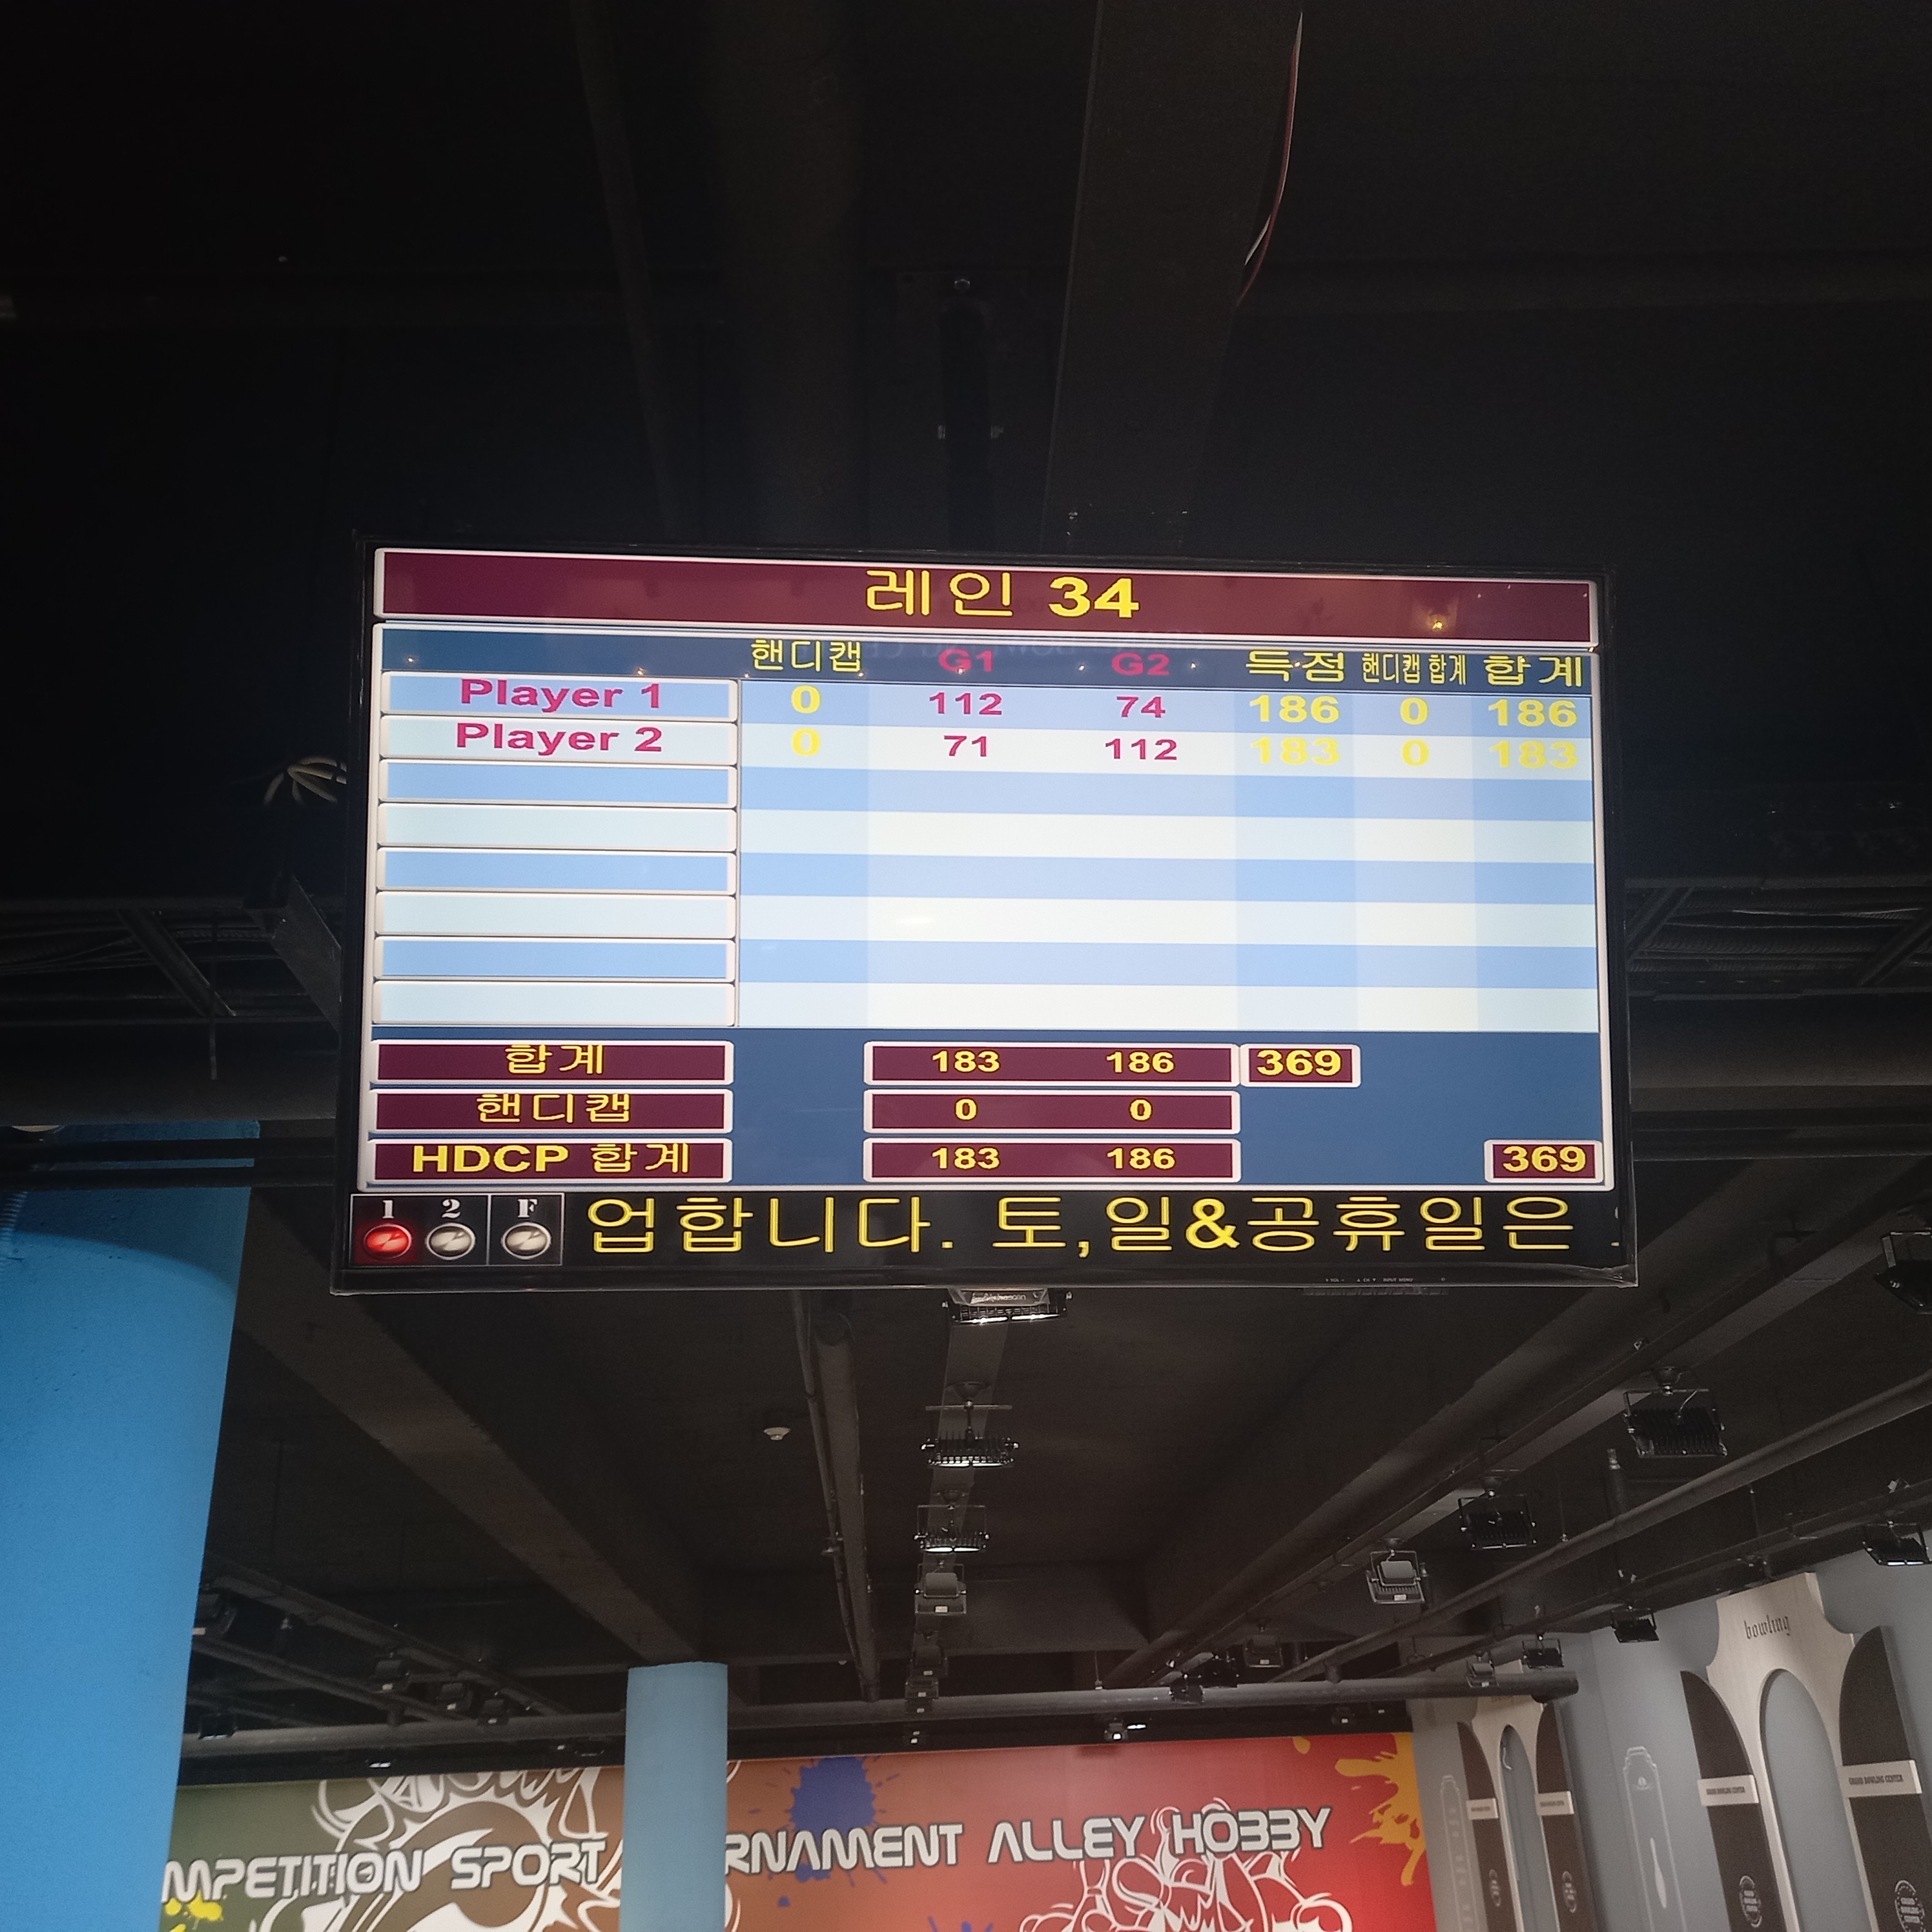 레인 34
핸디캡 G1 G2 득점 핸디캡 합계 합계
Player 1 0 112 74 186 0 186
Player 2 0 71 112 183 0 183
합계 183 186 369
핸디캡 0 0
HDCP 합계 183 186 369
1 2 F 업합니다. 토,일&공휴일은
bowling
MPETITION SPORT RNAMENT ALLEY HOBBY
GRAND BOWLING CENTER